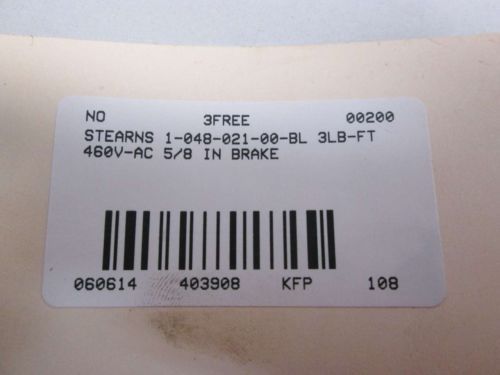 NO 3FREE 00200
STEARNS 1-048-021-00-BL 3LB-FT
460V-AC 5/8 IN BRAKE
060614 403908 KFP 108